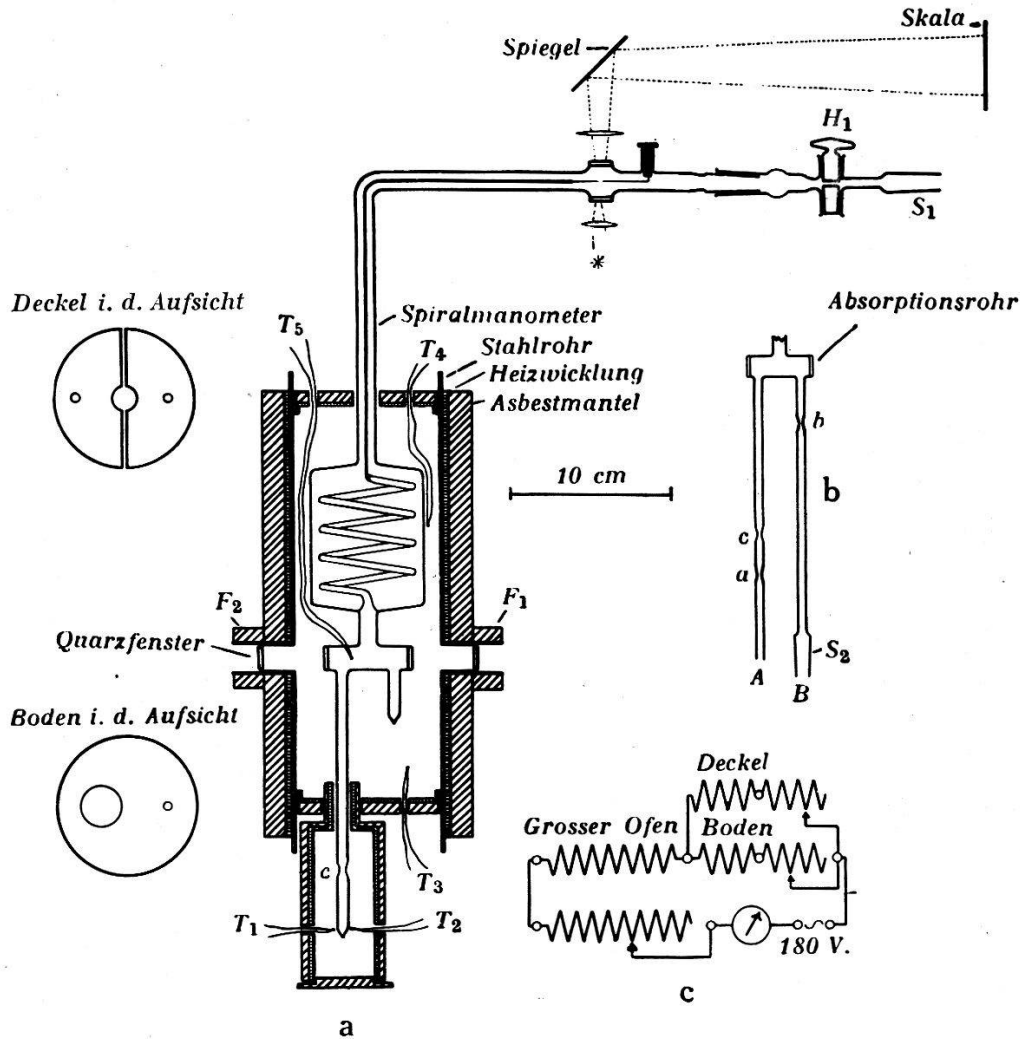 Skala
Spiegel
H1
S1
Deckel i. d. Aufsicht
T5
Spiralmanometer
T4
Stahlrohr
Heizwicklung
Asbestmantel
Absorptionsrohr
10 cm
h
b
c
a
F2
F1
Quarzfenster
S2
A
B
Boden i. d. Aufsicht
Deckel
Grosser Ofen
Boden
c
T3
T1
T2
180 V.
a
c